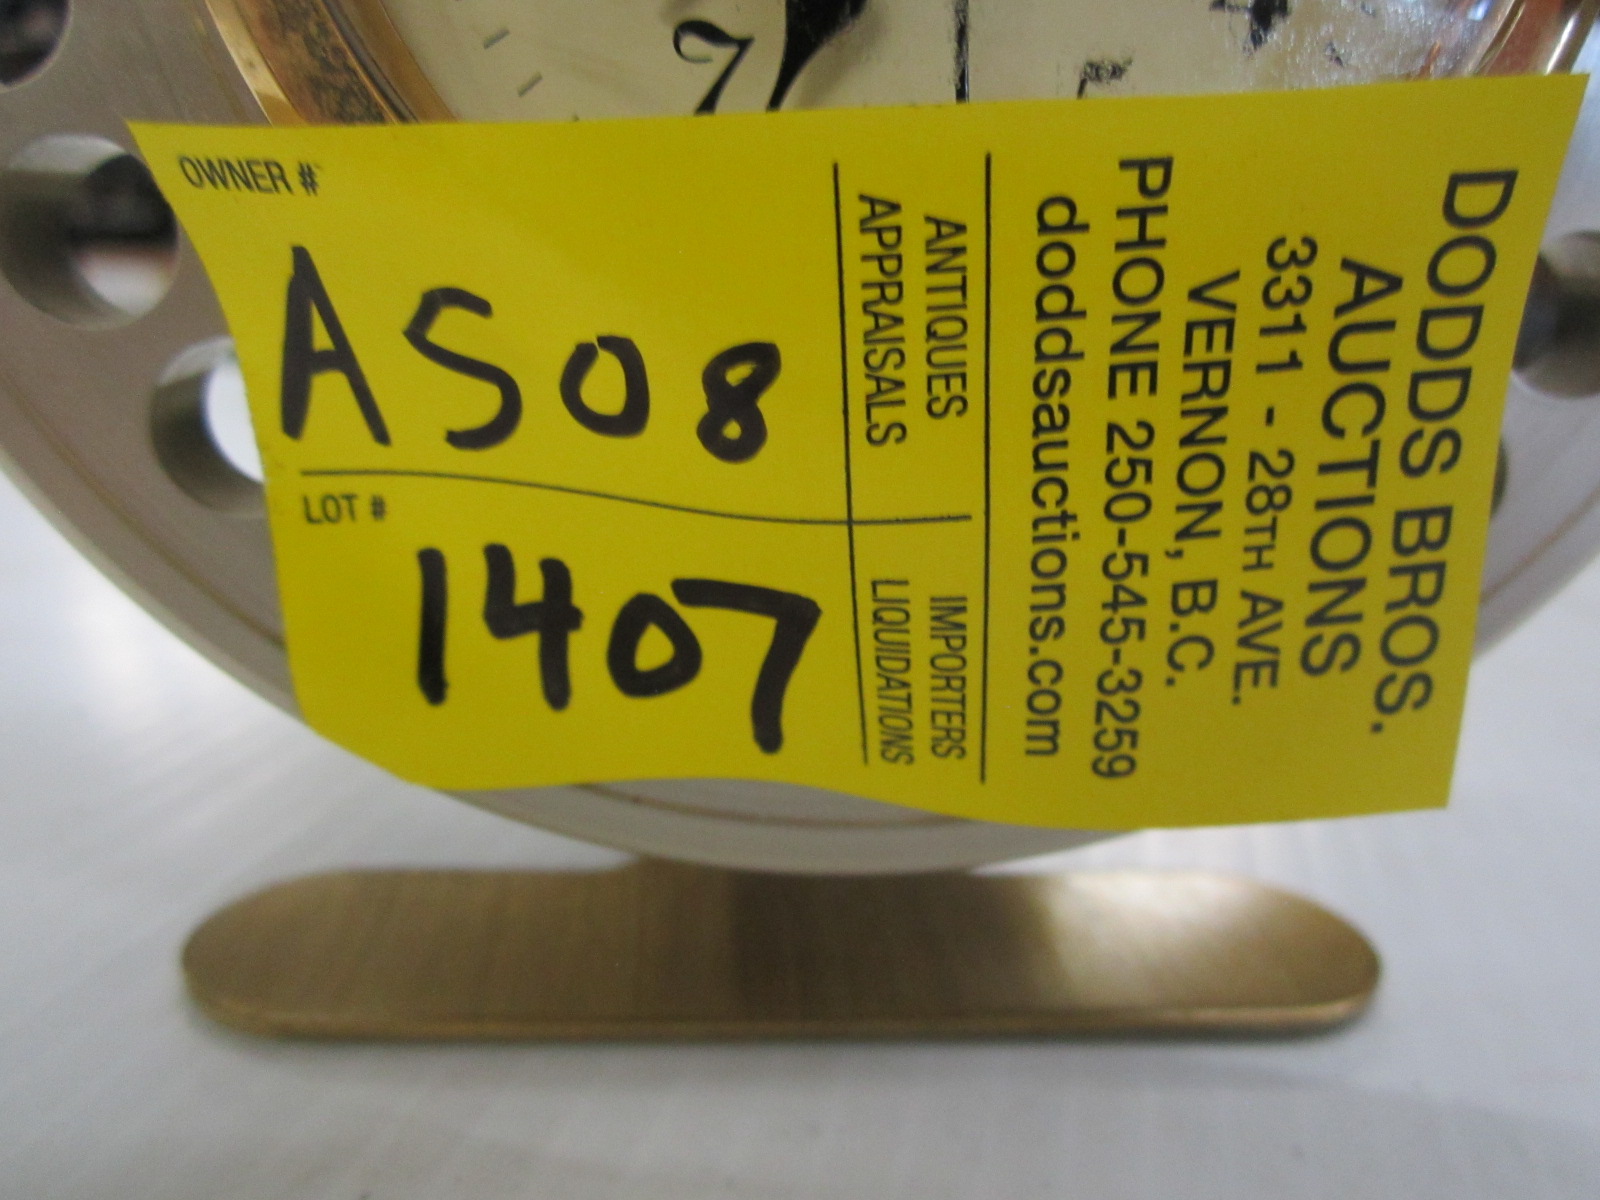 7
OWNER #
AS08
LOT #
1407
ANTIQUES
APPRAISALS
IMPORTERS
LIQUIDATIONS
DODDS BROS.
AUCTIONS
3311 - 28TH AVE.
VERNON, B.C.
PHONE 250-545-3259
doddsauctions.com